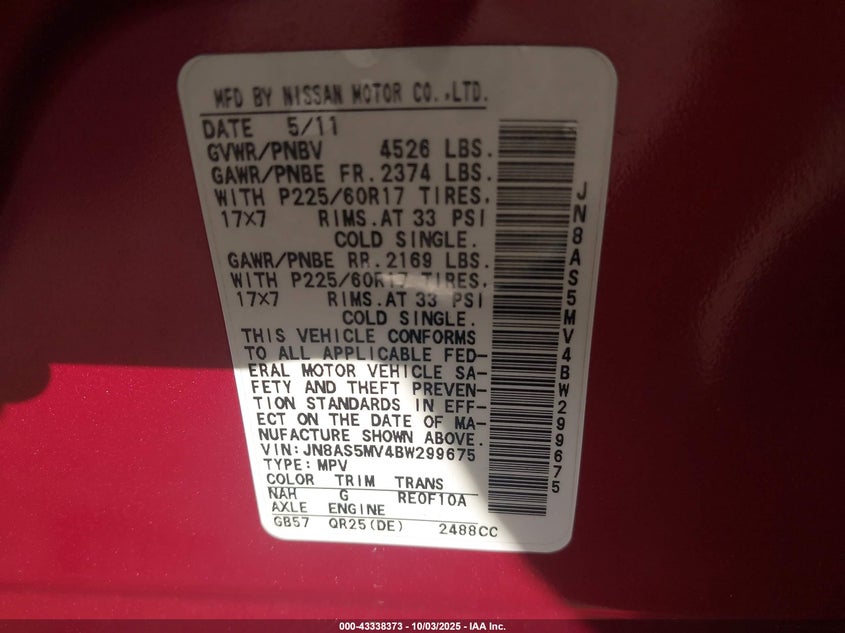 MFD BY NISSAN MOTOR CO.,LTD.
DATE 5/11
GVWR/PNBV 4526 LBS.
GAWR/PNBE FR.2374 LBS.
WITH P225/60R17 TIRES,
17X7 RIMS.AT 33 PSI
COLD SINGLE.
GAWR/PNBE RR.2169 LBS.
WITH P225/60R17 TIRES,
17X7 RIMS.AT 33 PSI
COLD SINGLE.
THIS VEHICLE CONFORMS
TO ALL APPLICABLE FED-
ERAL MOTOR VEHICLE SA-
FETY AND THEFT PREVEN-
TION STANDARDS IN EFF-
ECT ON THE DATE OF MA-
NUFACTURE SHOWN ABOVE.
VIN:JN8AS5MV4BW299675
TYPE:MPV
COLOR TRIM TRANS
NAH G RE0F10A
AXLE ENGINE
GB57 QR25(DE) 2488CC
JN8AS5MV4BW299675
000-43338373 - 10/03/2025 - IAA Inc.